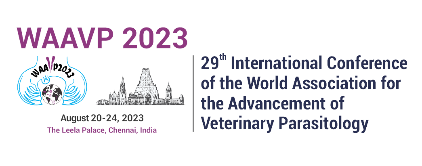 WAAVP 2023
WAAVP2023
August 20-24, 2023
The Leela Palace, Chennai, India
29th International Conference
of the World Association for
the Advancement of
Veterinary Parasitology